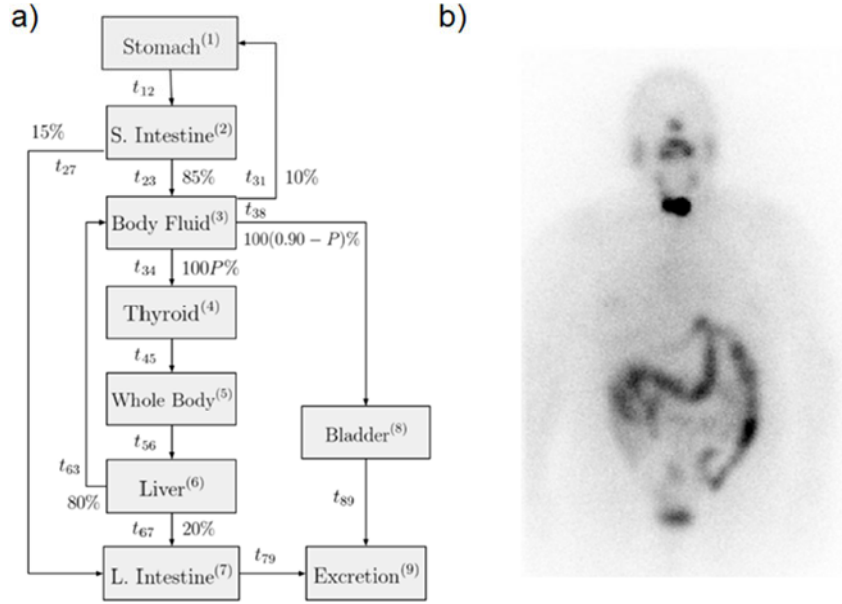 a)
b)
Stomach(1)
t12
S. Intestine(2)
15%
t27
t23
85%
t31
10%
t38
Body Fluid(3)
100(0.90 − P)%
t34
100P%
Thyroid(4)
t45
Whole Body(5)
t56
Bladder(8)
t63
Liver(6)
80%
t89
t67
20%
t79
L. Intestine(7)
Excretion(9)